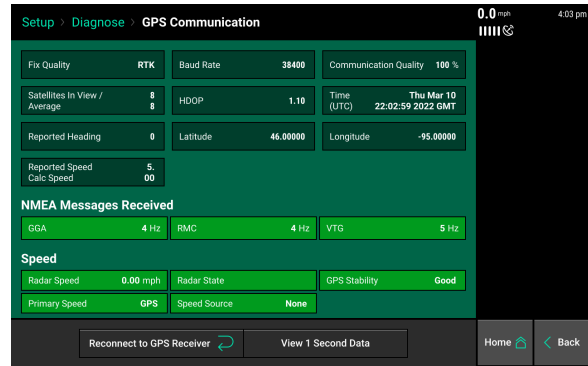 Setup > Diagnose > GPS Communication
0.0 mph
4:03 pm
Fix Quality RTK
Baud Rate 38400
Communication Quality 100 %
Satellites In View / 8
Average 8
HDOP 1.10
Time Thu Mar 10
(UTC) 22:02:59 2022 GMT
Reported Heading 0
Latitude 46.00000
Longitude -95.00000
Reported Speed 5.
Calc Speed 00
NMEA Messages Received
GGA 4 Hz
RMC 4 Hz
VTG 5 Hz
Speed
Radar Speed 0.00 mph
Radar State
GPS Stability Good
Primary Speed GPS
Speed Source None
Reconnect to GPS Receiver
View 1 Second Data
Home
< Back